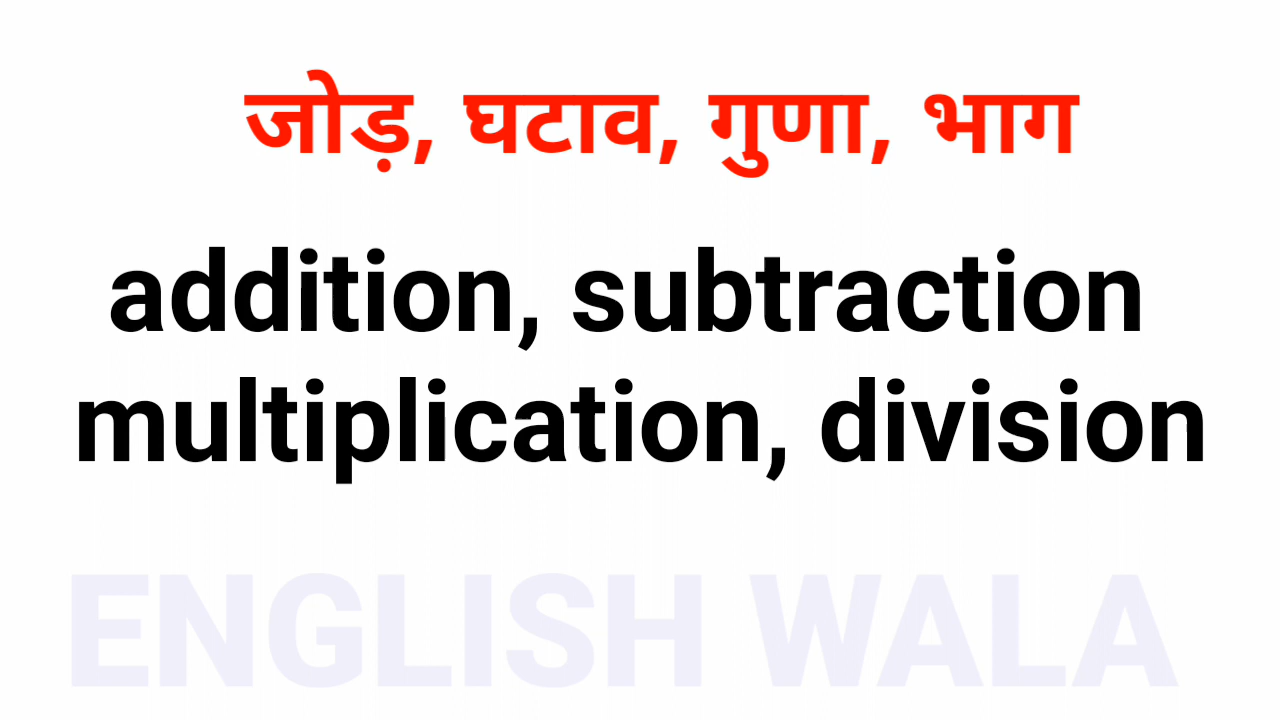 जोड़, घटाव, गुणा, भाग
addition, subtraction
multiplication, division
ENGLISH WALA